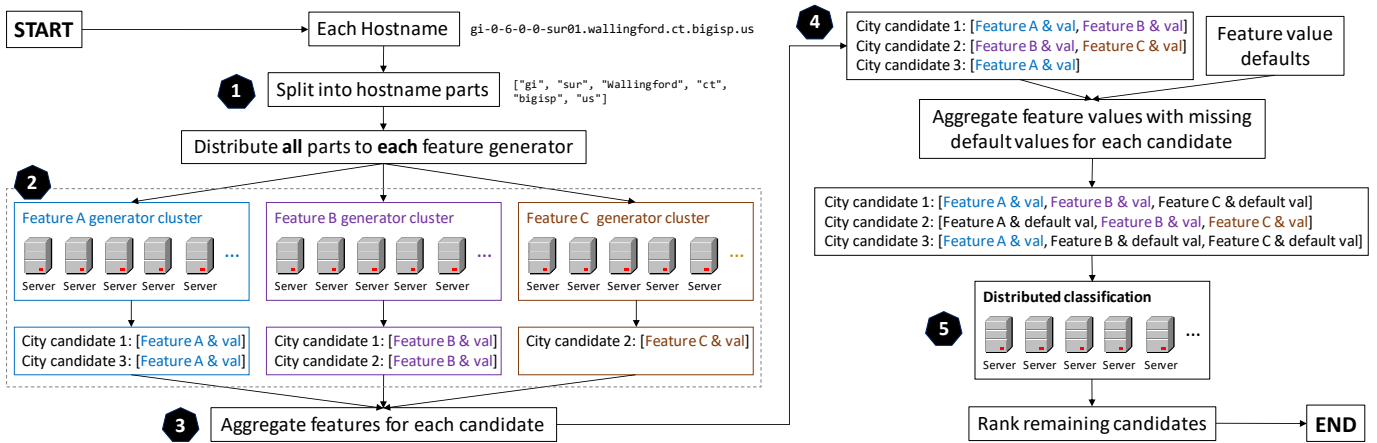 START
Each Hostname
gi-0-6-0-0-sur01.wallingford.ct.bigisp.us
1
Split into hostname parts
["gi", "sur", "Wallingford", "ct",
"bigisp", "us"]
Distribute all parts to each feature generator
2
Feature A generator cluster
Server Server Server Server Server
...
City candidate 1: [Feature A & val]
City candidate 3: [Feature A & val]
Feature B generator cluster
Server Server Server Server Server
...
City candidate 1: [Feature B & val]
City candidate 2: [Feature B & val]
Feature C generator cluster
Server Server Server Server Server
...
City candidate 2: [Feature C & val]
3
Aggregate features for each candidate
4
City candidate 1: [Feature A & val, Feature B & val]
City candidate 2: [Feature B & val, Feature C & val]
City candidate 3: [Feature A & val]
Feature value
defaults
Aggregate feature values with missing
default values for each candidate
City candidate 1: [Feature A & val, Feature B & val, Feature C & default val]
City candidate 2: [Feature A & default val, Feature B & val, Feature C & val]
City candidate 3: [Feature A & val, Feature B & default val, Feature C & default val]
5
Distributed classification
Server Server Server Server Server
...
Rank remaining candidates
END